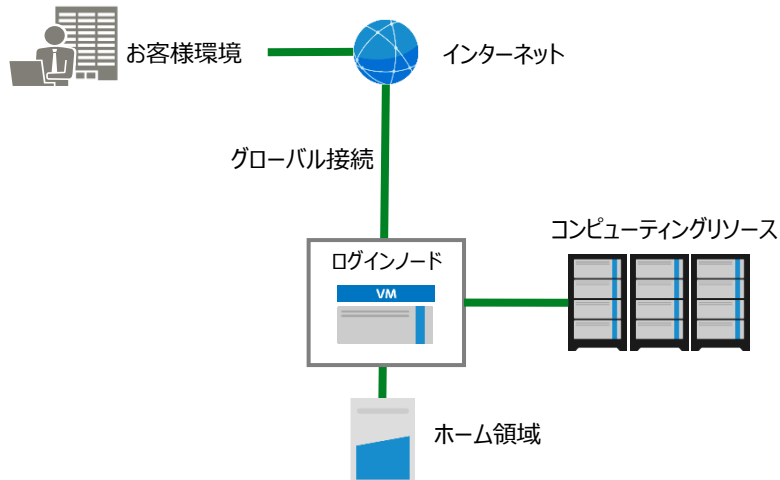 お客様環境
インターネット
グローバル接続
コンピューティングリソース
ログインノード
VM
ホーム領域